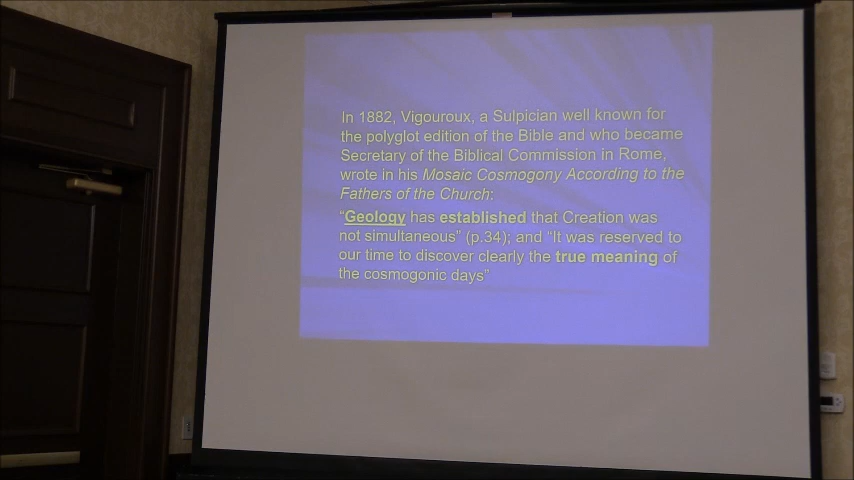 In 1882, Vigouroux, a Sulpician well known for
the polyglot edition of the Bible and who became
Secretary of the Biblical Commission in Rome,
wrote in his Mosaic Cosmogony According to the
Fathers of the Church:
“Geology has established that Creation was
not simultaneous” (p.34); and “It was reserved to
our time to discover clearly the true meaning of
the cosmogonic days”